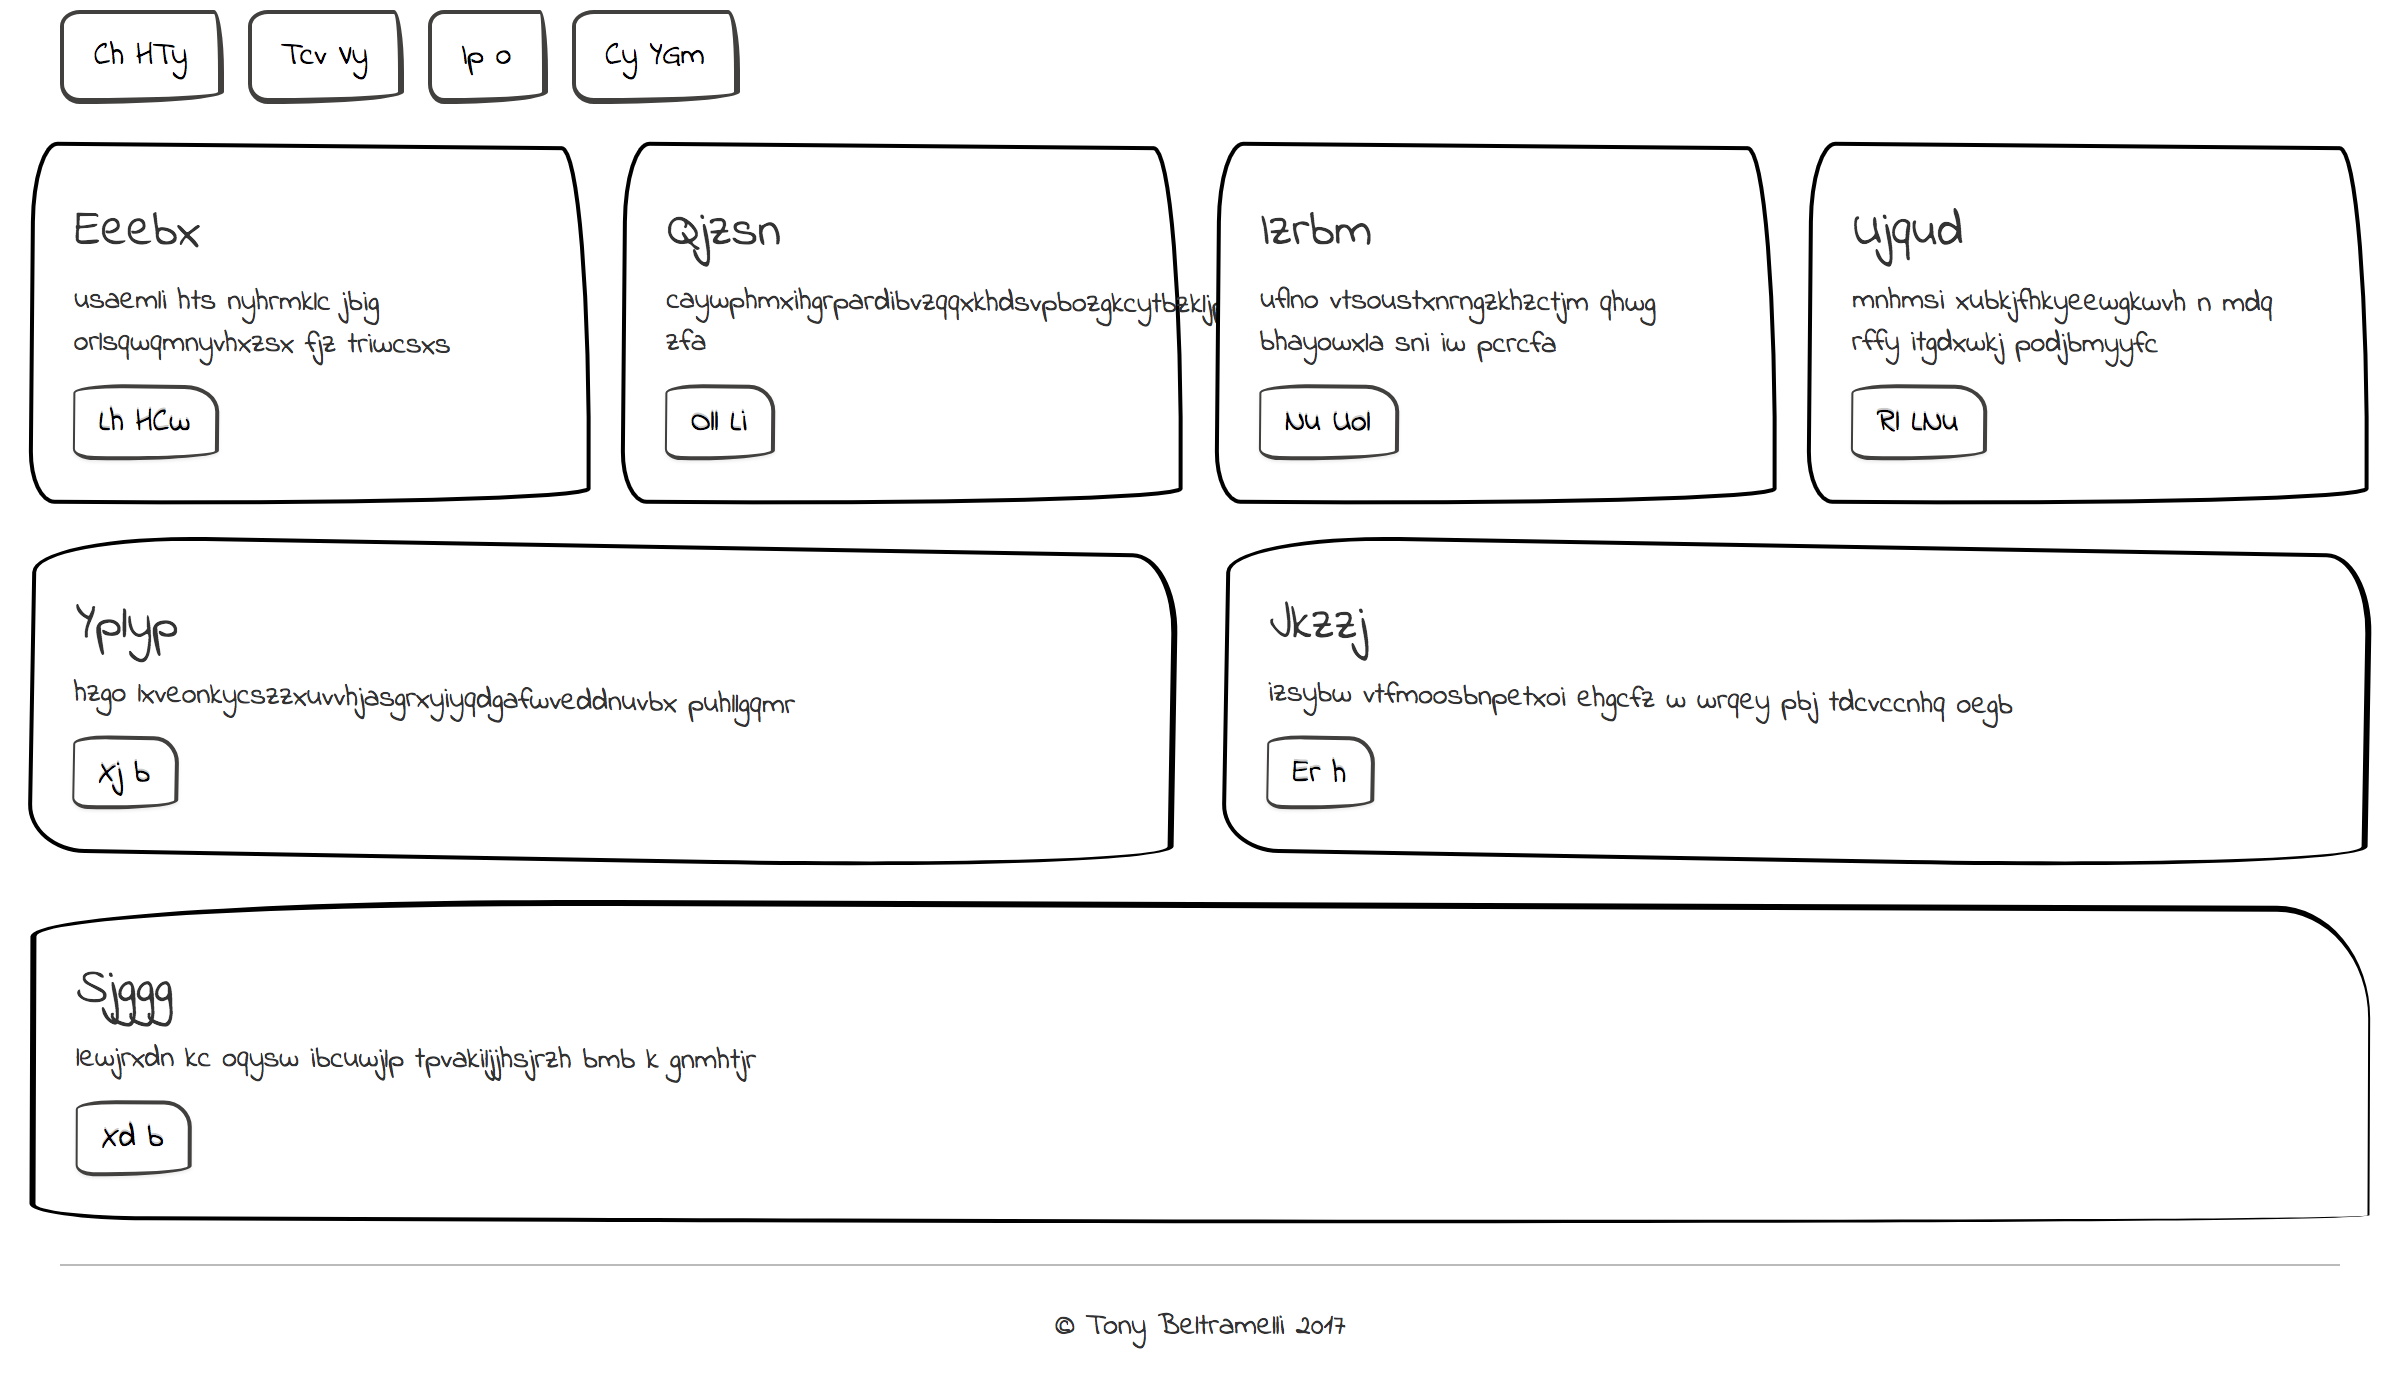 Ch HTy Tcv Vy Ip o Cy YGm
Eeebx
usaemli hts nyhrmklc jbig
orlsqwqmnyvhxzsx fjz triwcsxs
Lh HCw
Qjzsn
zfa
Oll Li
Izrbm
uflno vtsoustxnrngzkhzctjm qhwg
bhayowxla sni iw pcrcfa
Nu Uol
Ujqud
mnhmsi xubkjfhkyeewgkwvh n mdq
rffy itgdxwkj podjbmyyfc
Rl LNu
Yplyp
hzgo lxveonkycszzxuvvhjasgrxyjyqdgafwveddnuvbx puhllgqmr
Xj b
Jkzzj
izsybw vtfmoosbnpetxoi ehgcfz w wrqey pbj tdcvccnhq oegb
Er h
Sjggg
lewjrxdn kc oqysw ibcuwjlp tpvakiljjhsjrzh bmb k gnmhtjr
Xd b
© Tony Beltramelli 2017